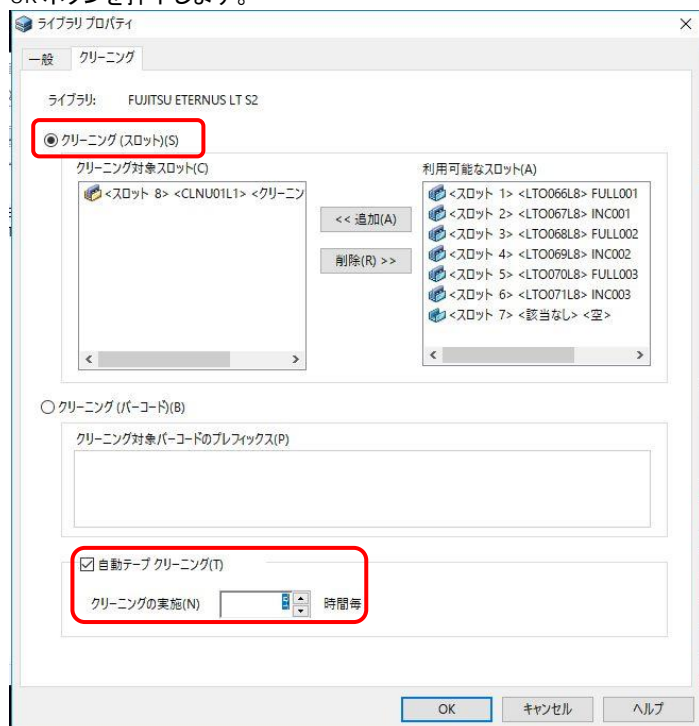 OKボタンを押下します。
ライブラリ プロパティ
一般 クリーニング
ライブラリ: FUJITSU ETERNUS LT S2
クリーニング (スロット)(S)
クリーニング対象スロット(C)
<スロット 8> <CLNU01L1> <クリーニン
<< 追加(A)
削除(R) >>
利用可能なスロット(A)
<スロット 1> <LTO066L8> FULL001
<スロット 2> <LTO067L8> INC001
<スロット 3> <LTO068L8> FULL002
<スロット 4> <LTO069L8> INC002
<スロット 5> <LTO070L8> FULL003
<スロット 6> <LTO071L8> INC003
<スロット 7> <該当なし> <空>
クリーニング (バーコード)(B)
クリーニング対象バーコードのプレフィックス(P)
自動テープ クリーニング(T)
クリーニングの実施(N) 時間毎
OK キャンセル ヘルプ